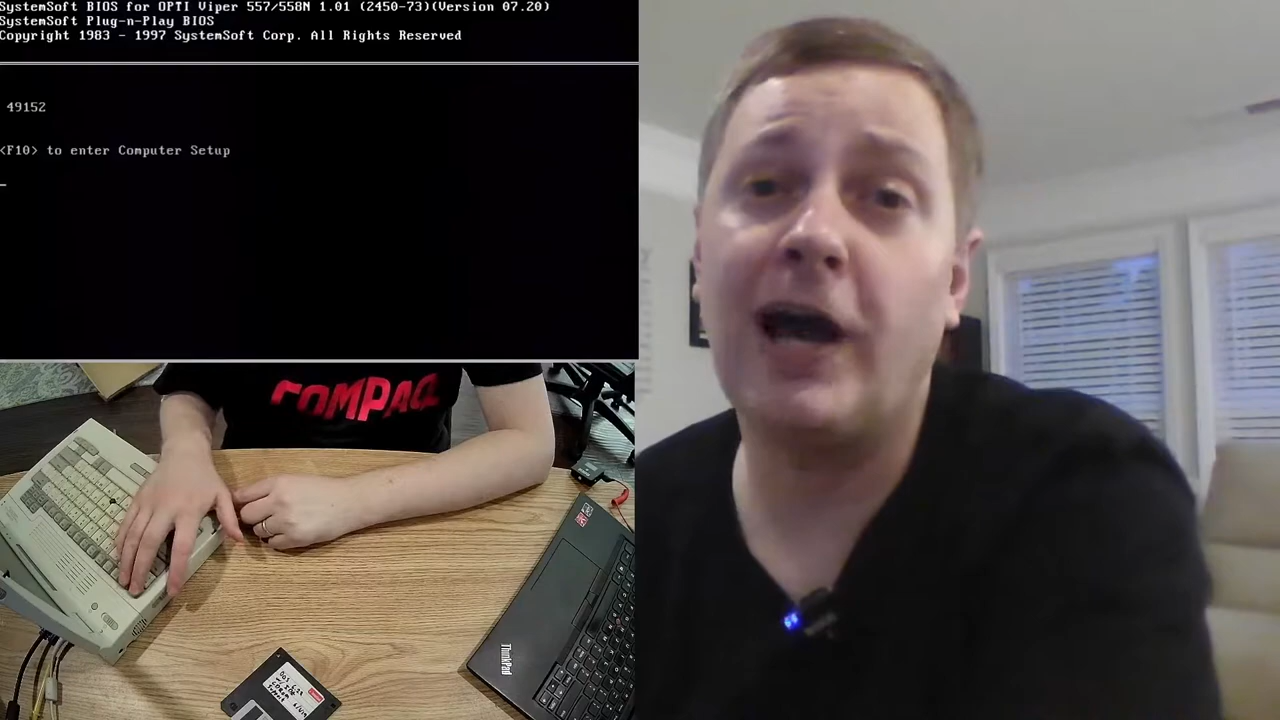 SystemSoft BIOS for OPTI Viper 557/558N 1.01 (2450-73)(Version 07.20)
SystemSoft Plug-n-Play BIOS
Copyright 1983 - 1997 SystemSoft Corp. All Rights Reserved
49152
<F10> to enter Computer Setup
COMPAQ
ThinkPad